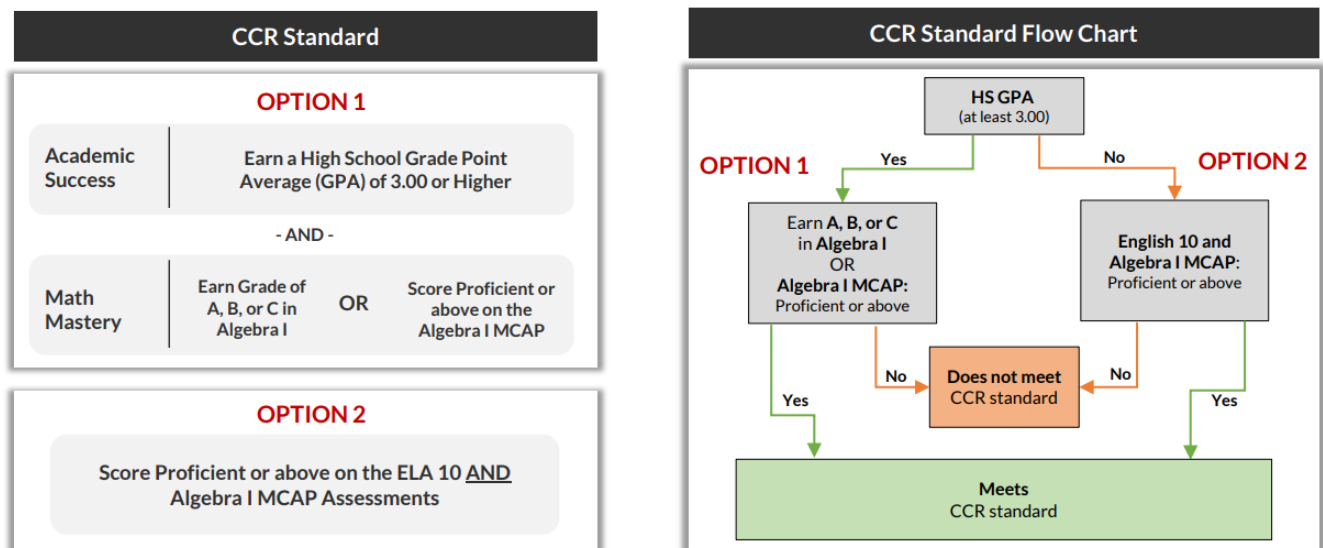 CCR Standard
OPTION 1
Academic
Success
Earn a High School Grade Point
Average (GPA) of 3.00 or Higher
- AND -
Math
Mastery
Earn Grade of
A, B, or C in
Algebra I
OR
Score Proficient or
above on the
Algebra I MCAP
OPTION 2
Score Proficient or above on the ELA 10 AND
Algebra I MCAP Assessments
CCR Standard Flow Chart
HS GPA
(at least 3.00)
OPTION 1
Yes
No
OPTION 2
Earn A, B, or C
in Algebra I
OR
Algebra I MCAP:
Proficient or above
English 10 and
Algebra I MCAP:
Proficient or above
No
Does not meet
CCR standard
No
Yes
Yes
Meets
CCR standard